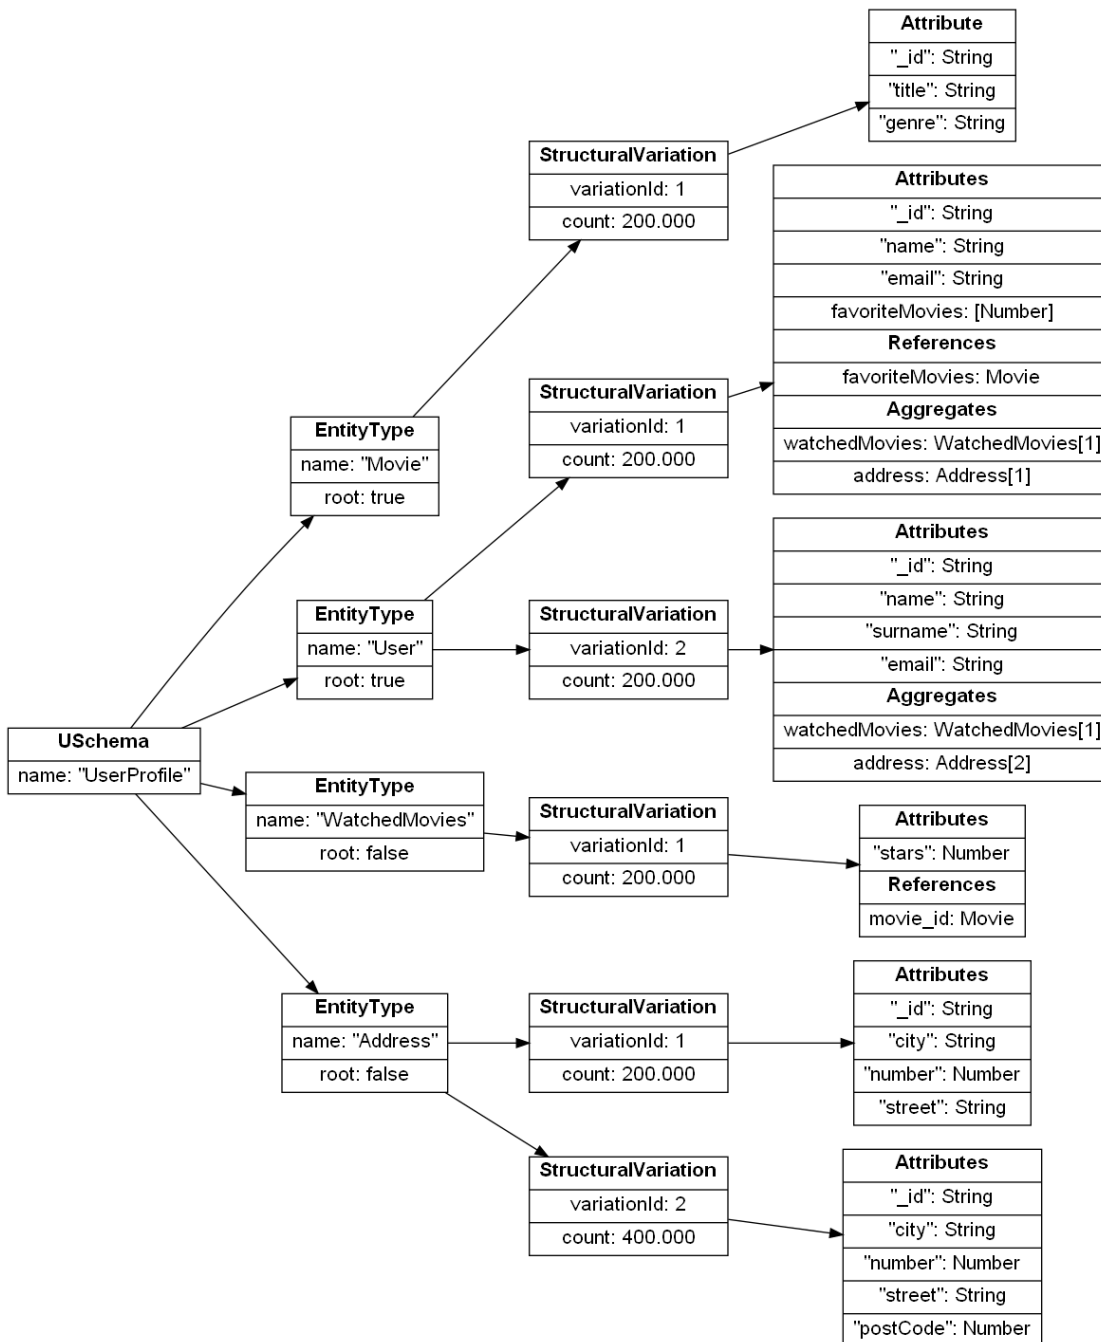 USchema
name: "UserProfile"
EntityType
name: "Movie"
root: true
StructuralVariation
variationId: 1
count: 200.000
Attribute
"_id": String
"title": String
"genre": String
EntityType
name: "User"
root: true
StructuralVariation
variationId: 1
count: 200.000
Attributes
"_id": String
"name": String
"email": String
favoriteMovies: [Number]
References
favoriteMovies: Movie
Aggregates
watchedMovies: WatchedMovies[1]
address: Address[1]
StructuralVariation
variationId: 2
count: 200.000
Attributes
"_id": String
"name": String
"surname": String
"email": String
Aggregates
watchedMovies: WatchedMovies[1]
address: Address[2]
EntityType
name: "WatchedMovies"
root: false
StructuralVariation
variationId: 1
count: 200.000
Attributes
"stars": Number
References
movie_id: Movie
EntityType
name: "Address"
root: false
StructuralVariation
variationId: 1
count: 200.000
Attributes
"_id": String
"city": String
"number": Number
"street": String
StructuralVariation
variationId: 2
count: 400.000
Attributes
"_id": String
"city": String
"number": Number
"street": String
"postCode": Number